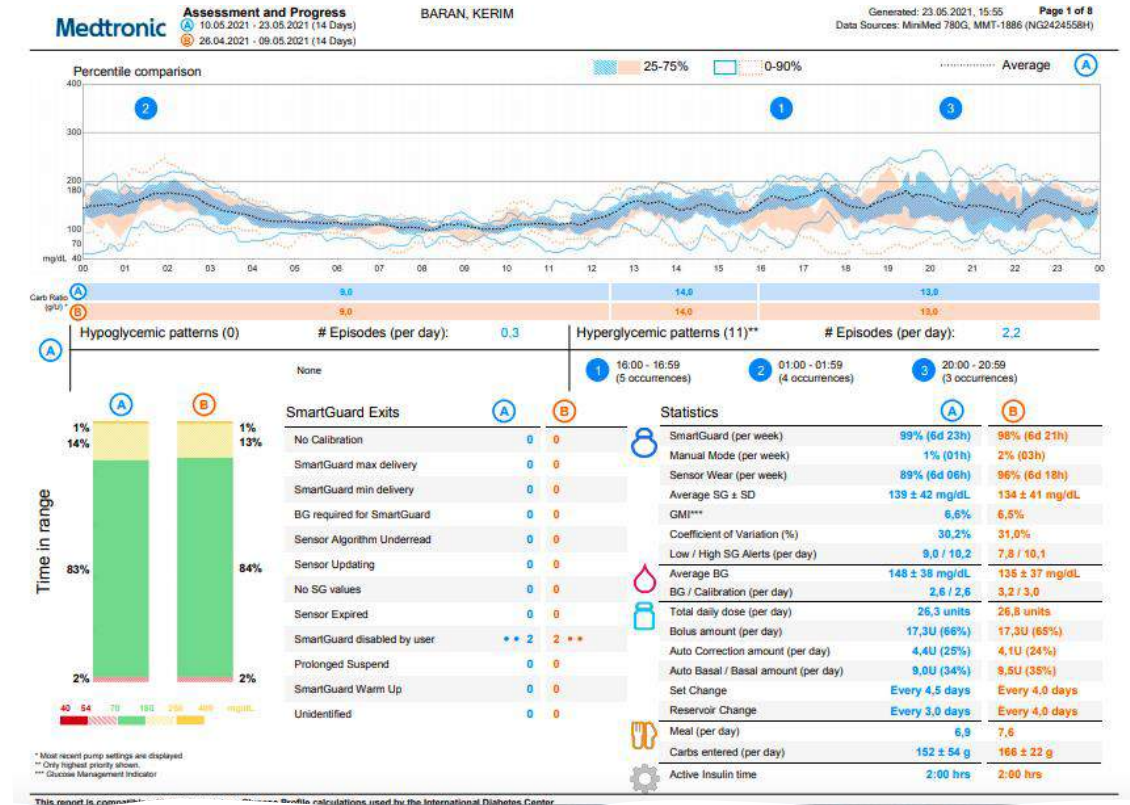 Medtronic
Assessment and Progress
A 10.05.2021 - 23.05.2021 (14 Days)
B 26.04.2021 - 09.05.2021 (14 Days)
BARAN, KERIM
Generated: 23.05.2021, 15:55 Page 1 of 8
Data Sources: MiniMed 780G, MMT-1886 (NG2424558H)
Percentile comparison
25-75% 0-90% Average A
400
2 1 3
300
200
180
100
70
mg/dL 40
00 01 02 03 04 05 06 07 08 09 10 11 12 13 14 15 16 17 18 19 20 21 22 23 00
Carb Ratio (g/U) *
A 9,0 14,0 13,0
B 9,0 14,0 13,0
A
Hypoglycemic patterns (0) # Episodes (per day): 0,3
None
Hyperglycemic patterns (11)** # Episodes (per day): 2,2
1 16:00 - 16:59 (5 occurrences)
2 01:00 - 01:59 (4 occurrences)
3 20:00 - 20:59 (3 occurrences)
Time in range
A B
1% 1%
14% 13%
83% 84%
2% 2%
40 54 70 180 250 400 mg/dL
SmartGuard Exits A B
No Calibration 0 0
SmartGuard max delivery 0 0
SmartGuard min delivery 0 0
BG required for SmartGuard 0 0
Sensor Algorithm Underread 0 0
Sensor Updating 0 0
No SG values 0 0
Sensor Expired 0 0
SmartGuard disabled by user •• 2 2 ••
Prolonged Suspend 0 0
SmartGuard Warm Up 0 0
Unidentified 0 0
Statistics A B
SmartGuard (per week) 99% (6d 23h) 98% (6d 21h)
Manual Mode (per week) 1% (01h) 2% (03h)
Sensor Wear (per week) 89% (6d 06h) 96% (6d 18h)
Average SG ± SD 139 ± 42 mg/dL 134 ± 41 mg/dL
GMI*** 6,6% 6,5%
Coefficient of Variation (%) 30,2% 31,0%
Low / High SG Alerts (per day) 9,0 / 10,2 7,8 / 10,1
Average BG 148 ± 38 mg/dL 135 ± 37 mg/dL
BG / Calibration (per day) 2,6 / 2,6 3,2 / 3,0
Total daily dose (per day) 26,3 units 26,8 units
Bolus amount (per day) 17,3U (66%) 17,3U (65%)
Auto Correction amount (per day) 4,4U (25%) 4,1U (24%)
Auto Basal / Basal amount (per day) 9,0U (34%) 9,5U (35%)
Set Change Every 4,5 days Every 4,0 days
Reservoir Change Every 3,0 days Every 4,0 days
Meal (per day) 6,9 7,6
Carbs entered (per day) 152 ± 54 g 166 ± 22 g
Active Insulin time 2:00 hrs 2:00 hrs
* Most recent pump settings are displayed
** Only highest priority shown.
*** Glucose Management Indicator
This report is Profile calculations used by the International Diabetes Center